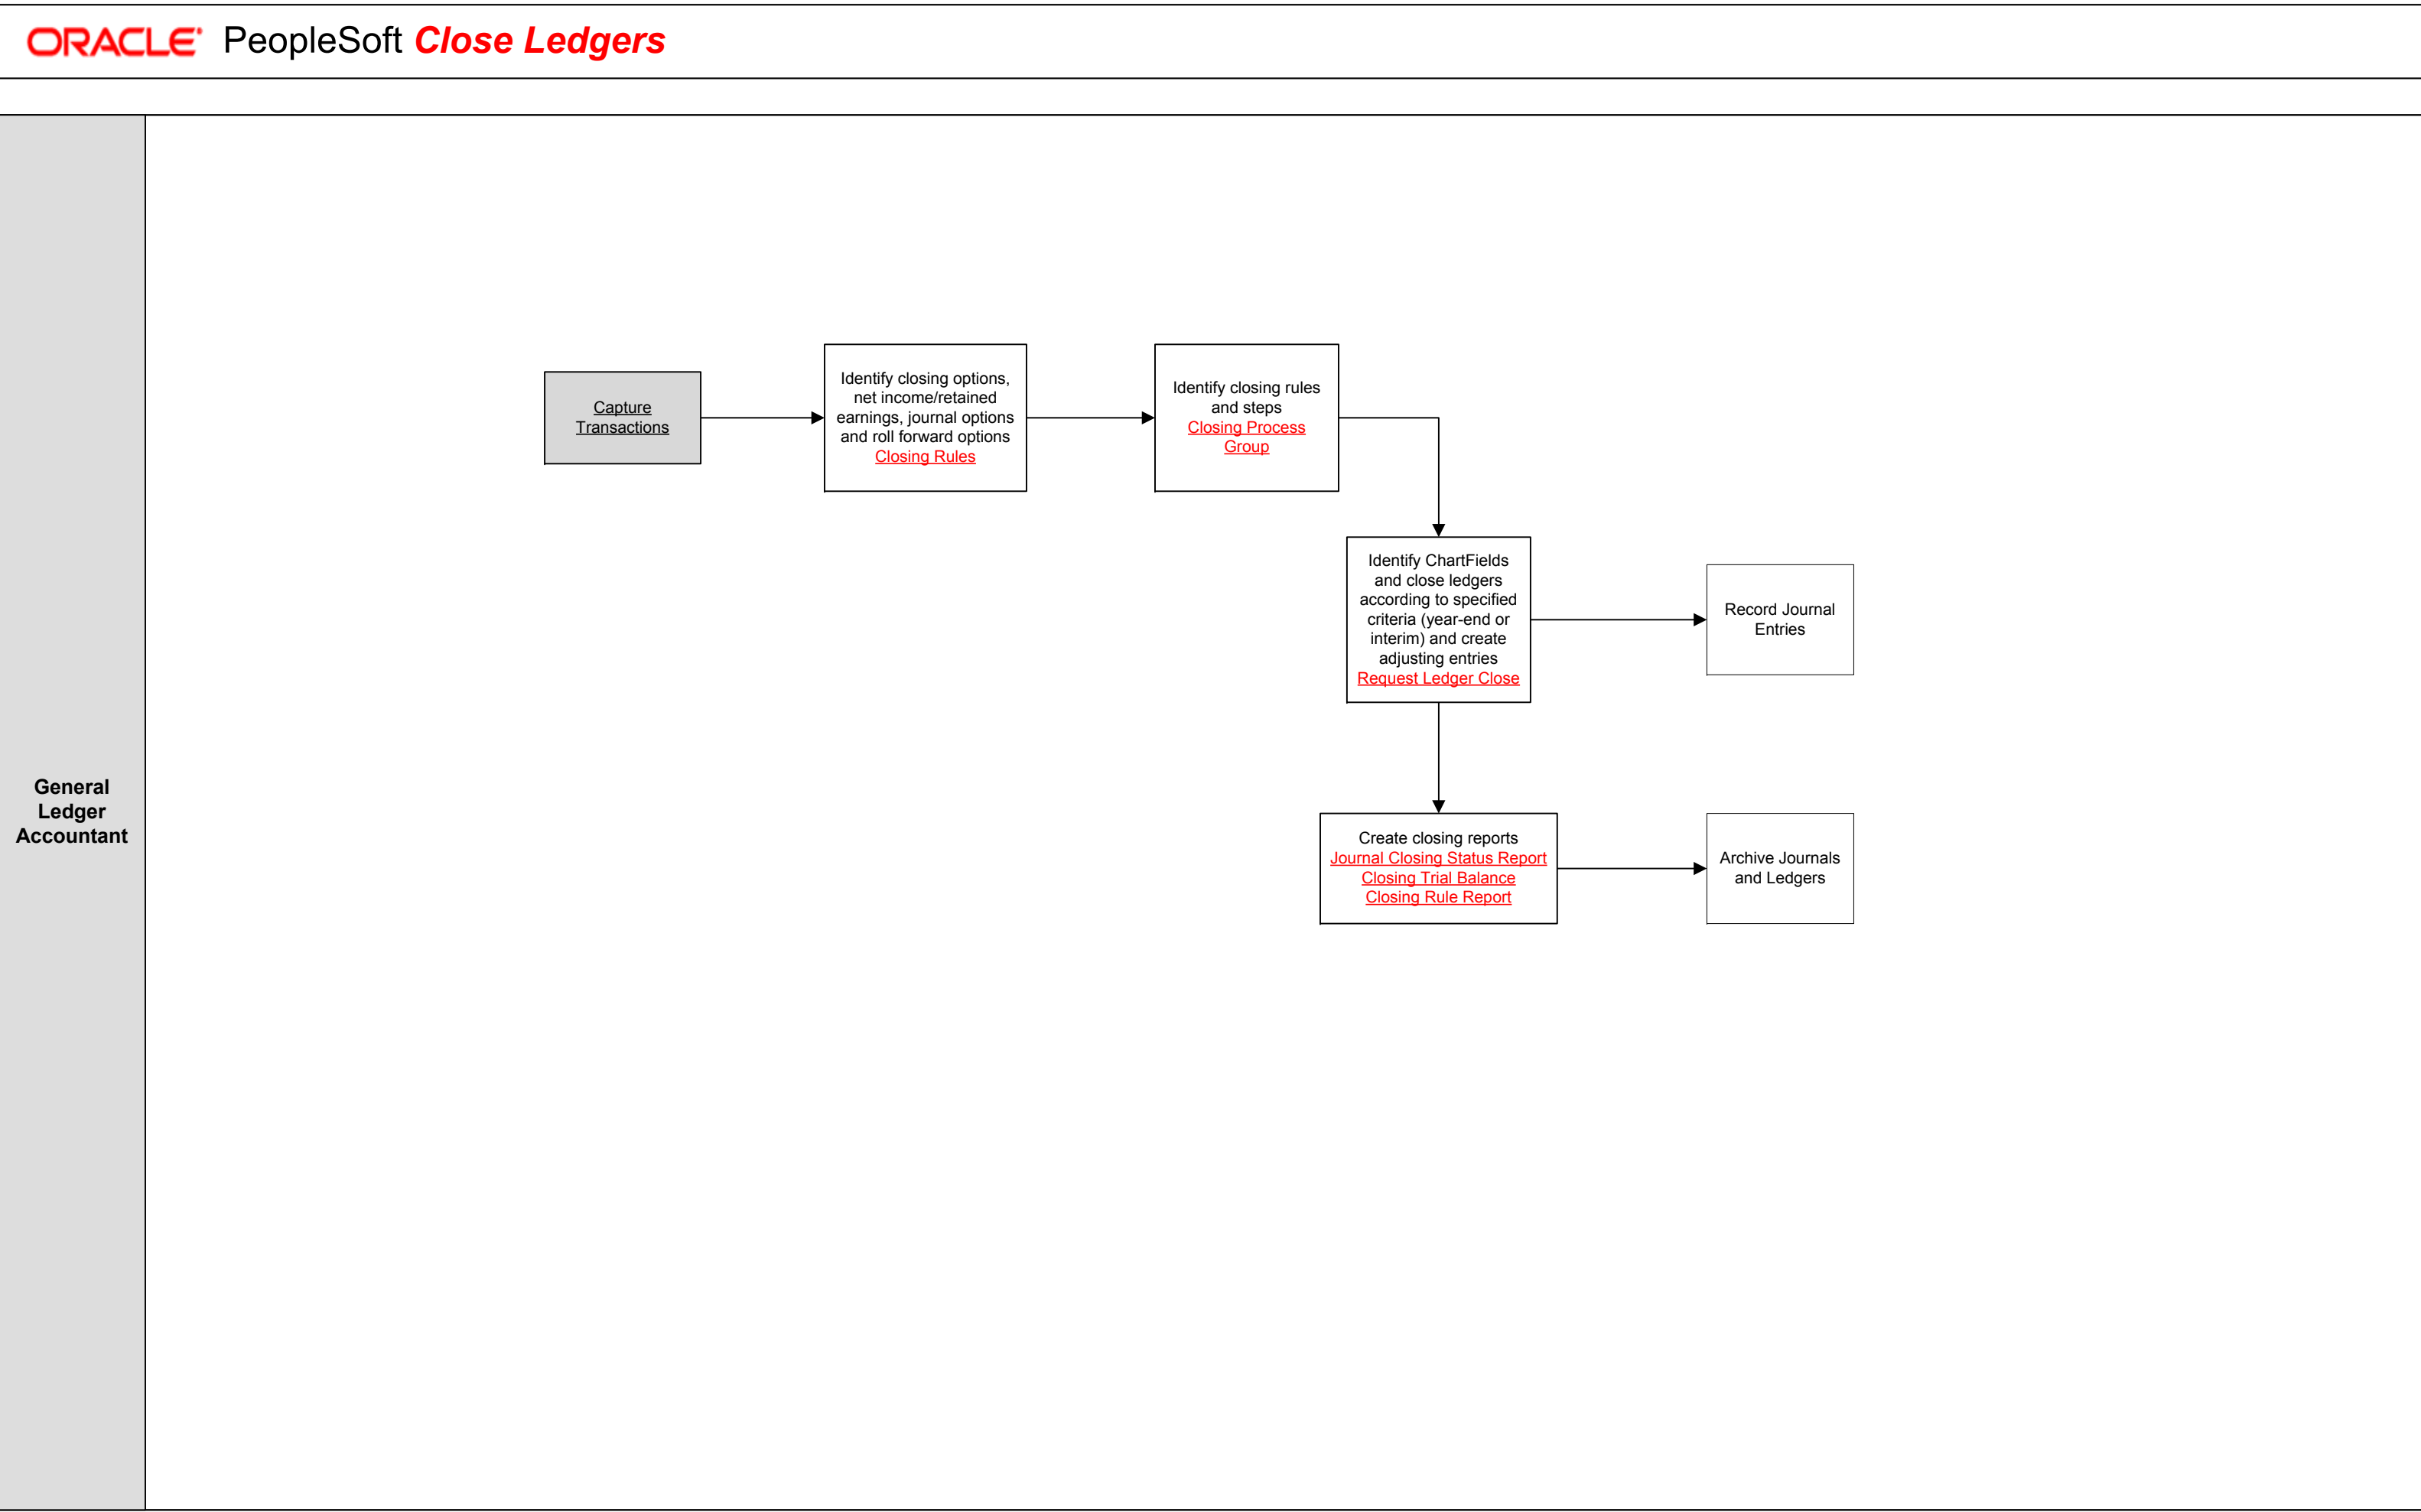 ORACLE® PeopleSoft Close Ledgers
General
Ledger
Accountant
Capture
Transactions
Identify closing options,
net income/retained
earnings, journal options
and roll forward options
Closing Rules
Identify closing rules
and steps
Closing Process
Group
Identify ChartFields
and close ledgers
according to specified
criteria (year-end or
interim) and create
adjusting entries
Request Ledger Close
Record Journal
Entries
Create closing reports
Journal Closing Status Report
Closing Trial Balance
Closing Rule Report
Archive Journals
and Ledgers